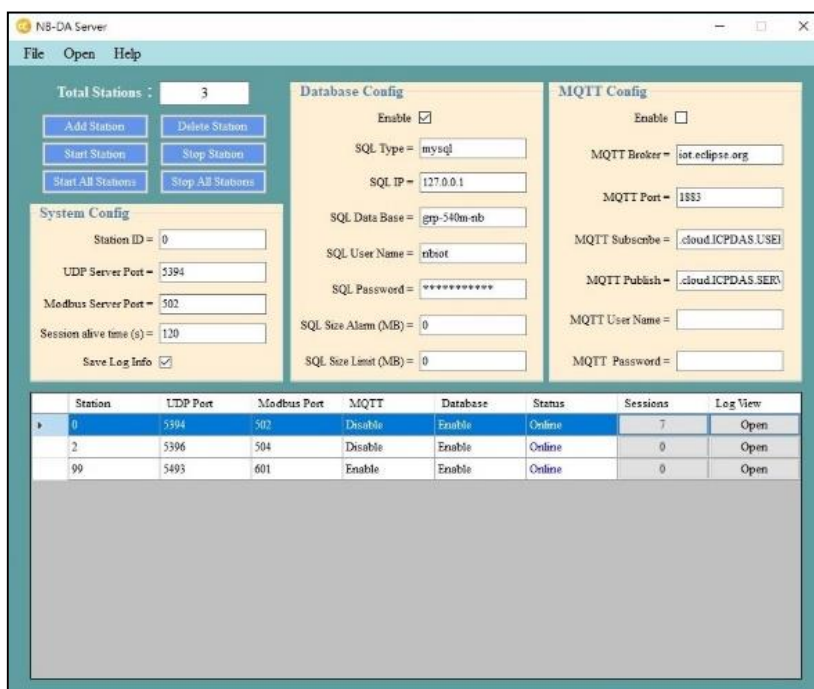 NB-DA Server
File Open Help
Total Stations : 3
Add Station Delete Station
Start Station Stop Station
Start All Stations Stop All Stations
System Config
Station ID = 0
UDP Server Port = 5394
Modbus Server Port = 502
Session alive time (s) = 120
Save Log Info
Database Config
Enable
SQL Type = mysql
SQL IP = 127.0.0.1
SQL Data Base = grp-540m-nb
SQL User Name = nbiot
SQL Password = ***********
SQL Size Alarm (MB) = 0
SQL Size Limit (MB) = 0
MQTT Config
Enable
MQTT Broker = iot.eclipse.org
MQTT Port = 1883
MQTT Subscribe = .cloud.ICPDAS.USE
MQTT Publish = .cloud.ICPDAS.SER
MQTT User Name =
MQTT Password =
Station UDP Port Modbus Port MQTT Database Status Sessions Log View
0 5394 502 Disable Enable Online 7 Open
2 5396 504 Disable Enable Online 0 Open
99 5493 601 Enable Enable Online 0 Open